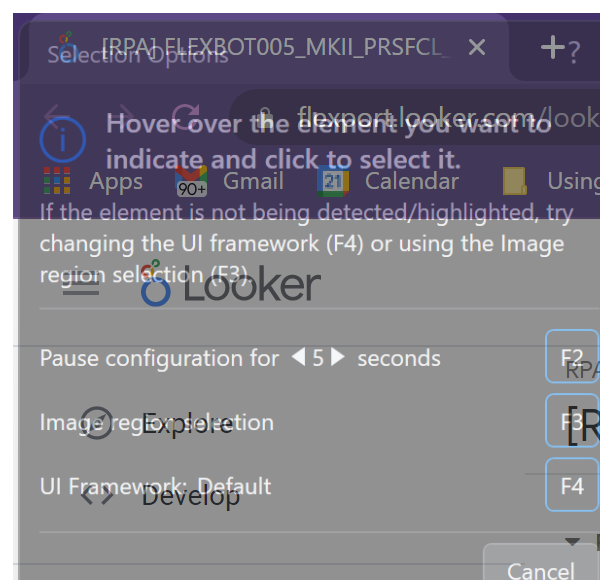 [RPA] FLEXBOT005_MKII_PRSFCL_
Selection Options
?
flexport.looker.com/look
Hover over the element you want to
indicate and click to select it.
Apps
90+
Gmail
21
Calendar
Using
If the element is not being detected/highlighted, try
changing the UI framework (F4) or using the Image
region selection (F3).
Looker
Pause configuration for 5 seconds
F2
RPA
Image region selection
F3
Explore
[R
UI Framework: Default
F4
Develop
Cancel